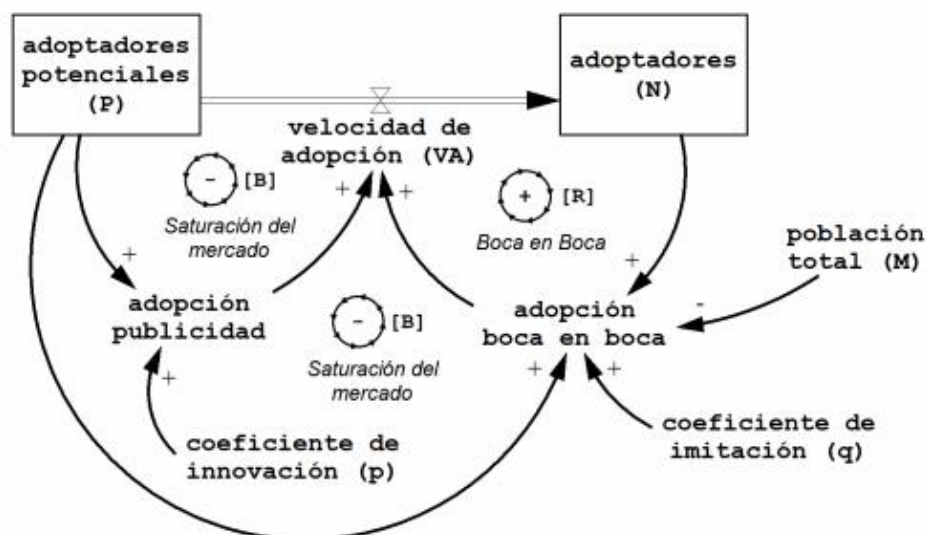 adoptadores
potenciales
(P)
adoptadores
(N)
velocidad de
adopción (VA)
+
+
- [B]
Saturación del
mercado
+ [R]
Boca en Boca
población
total (M)
+
+
-
adopción
publicidad
- [B]
Saturación del
mercado
adopción
boca en boca
+
+
+
coeficiente de
innovación (p)
coeficiente de
imitación (q)